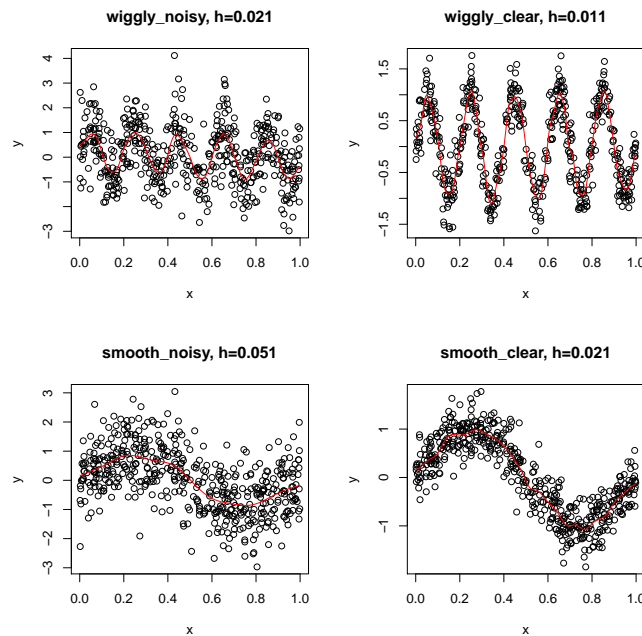 wiggly_noisy, h=0.021
4
3
2
1
0
−1
−3
y
0.0 0.2 0.4 0.6 0.8 1.0
x
wiggly_clear, h=0.011
1.5
0.5
−0.5
−1.5
y
0.0 0.2 0.4 0.6 0.8 1.0
x
smooth_noisy, h=0.051
3
2
1
0
−1
−2
−3
y
0.0 0.2 0.4 0.6 0.8 1.0
x
smooth_clear, h=0.021
1
0
−1
y
0.0 0.2 0.4 0.6 0.8 1.0
x